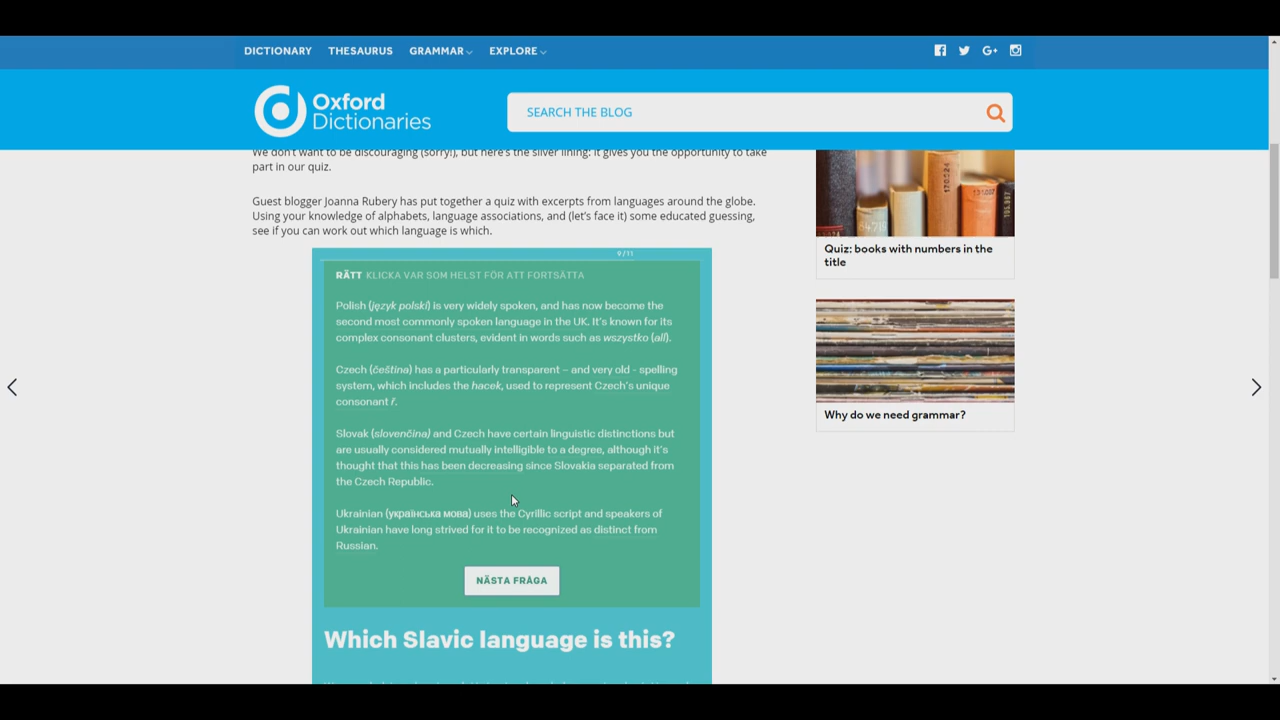 DICTIONARY THESAURUS GRAMMAR EXPLORE
Oxford
Dictionaries
SEARCH THE BLOG
We don't want to be discouraging (sorry!), but here's the silver lining: it gives you the opportunity to take
part in our quiz.
Guest blogger Joanna Rubery has put together a quiz with excerpts from languages around the globe.
Using your knowledge of alphabets, language associations, and (let's face it) some educated guessing,
see if you can work out which language is which.
9/11
RÄTT KLICKA VAR SOM HELST FÖR ATT FORTSÄTTA
Polish (język polski) is very widely spoken, and has now become the
second most commonly spoken language in the UK. It's known for its
complex consonant clusters, evident in words such as wszystko (all).
Czech (čeština) has a particularly transparent – and very old - spelling
system, which includes the hacek, used to represent Czech's unique
consonant ř.
Slovak (slovenčina) and Czech have certain linguistic distinctions but
are usually considered mutually intelligible to a degree, although it's
thought that this has been decreasing since Slovakia separated from
the Czech Republic.
Ukrainian (українська мова) uses the Cyrillic script and speakers of
Ukrainian have long strived for it to be recognized as distinct from
Russian.
NÄSTA FRÅGA
Which Slavic language is this?
170924
Quiz: books with numbers in the
title
Why do we need grammar?